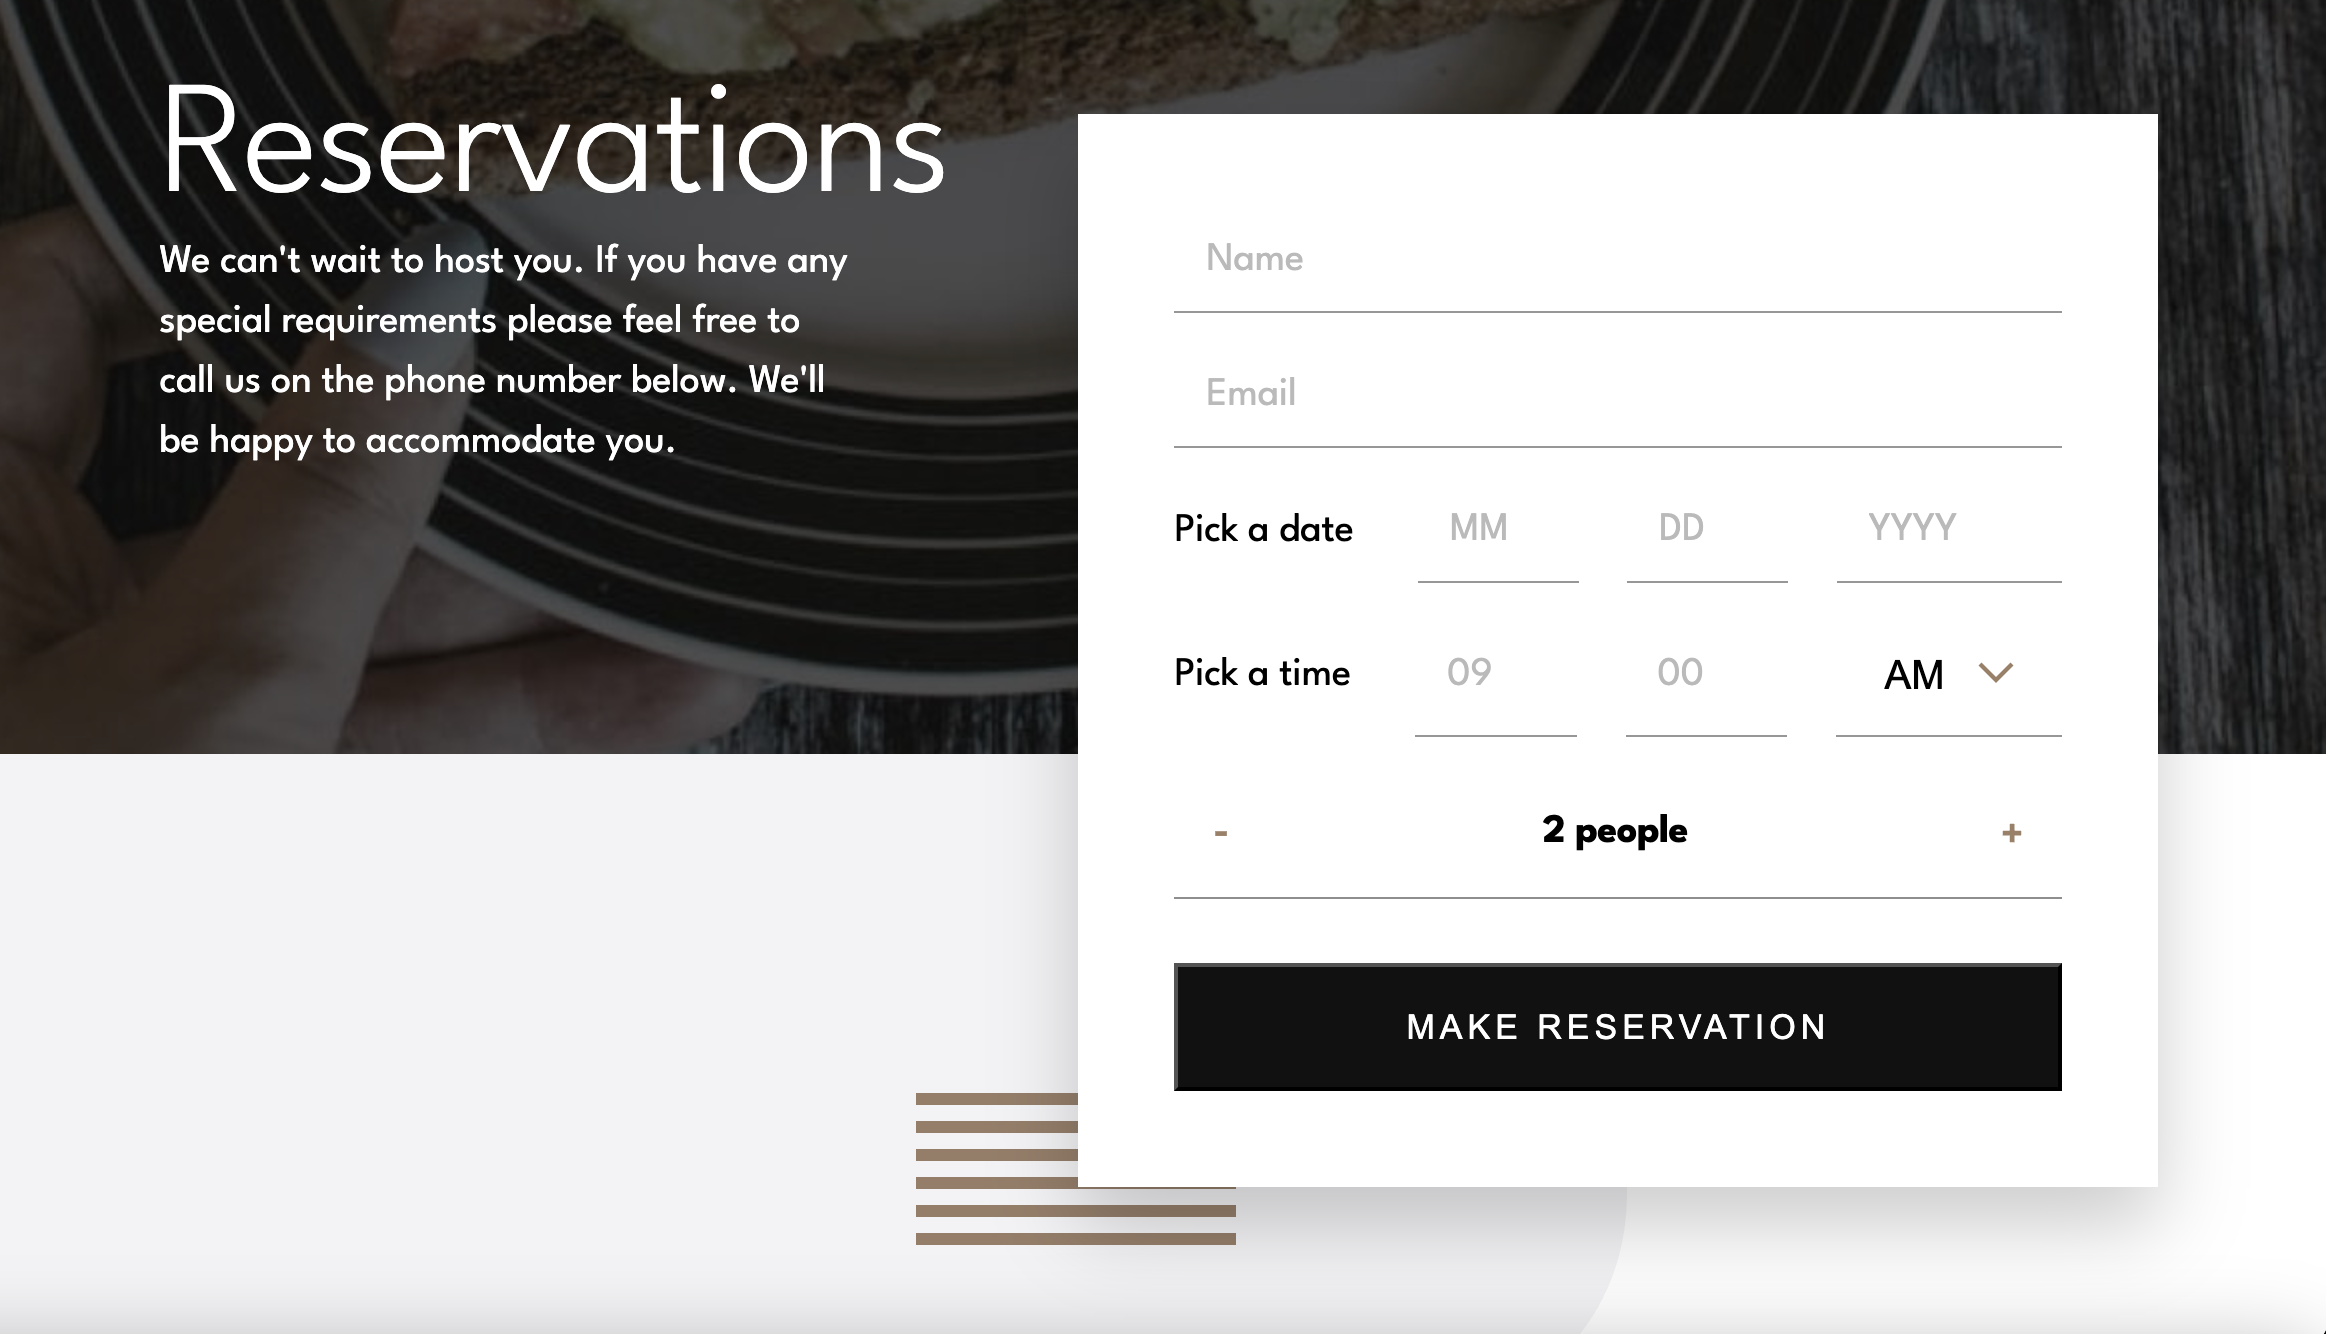 Reservations
We can't wait to host you. If you have any
special requirements please feel free to
call us on the phone number below. We'll
be happy to accommodate you.
Name
Email
Pick a date MM DD YYYY
Pick a time 09 00 AM
- 2 people +
MAKE RESERVATION